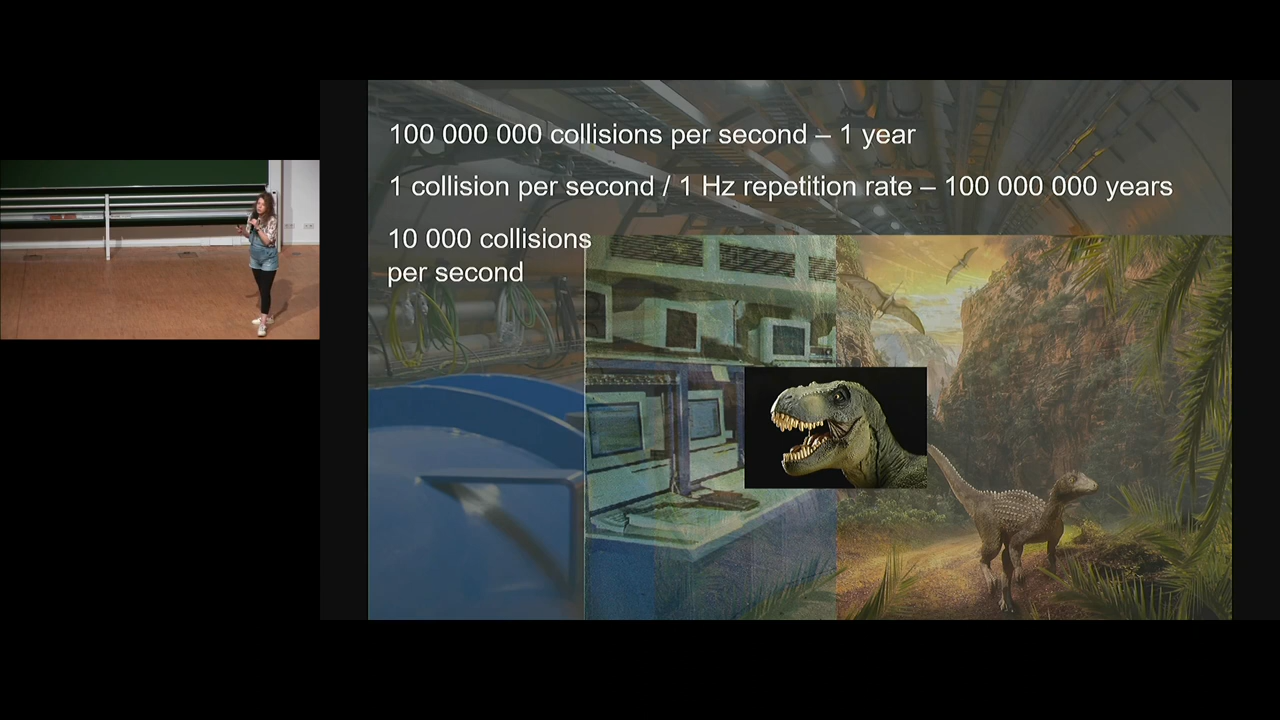 100 000 000 collisions per second – 1 year
1 collision per second / 1 Hz repetition rate – 100 000 000 years
10 000 collisions
per second